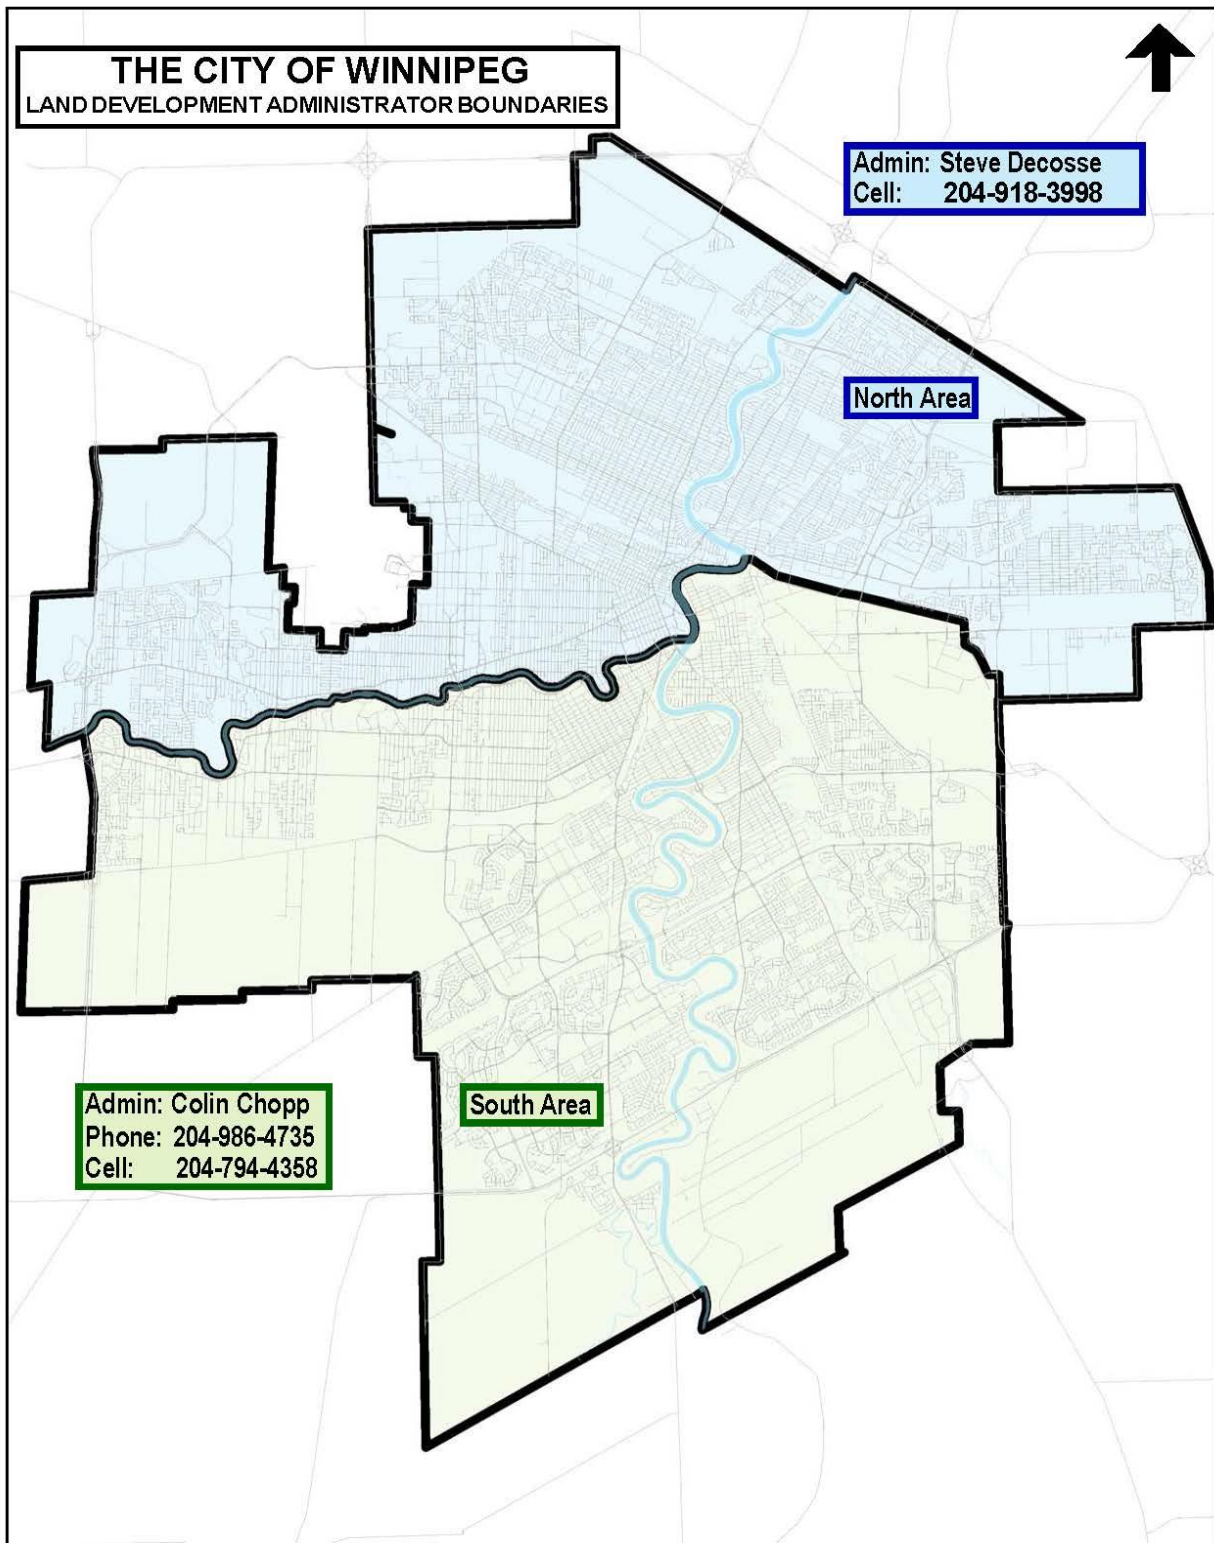 THE CITY OF WINNIPEG
LAND DEVELOPMENT ADMINISTRATOR BOUNDARIES
Admin: Steve Decosse
Cell: 204-918-3998
North Area
Admin: Colin Chopp
Phone: 204-986-4735
Cell: 204-794-4358
South Area